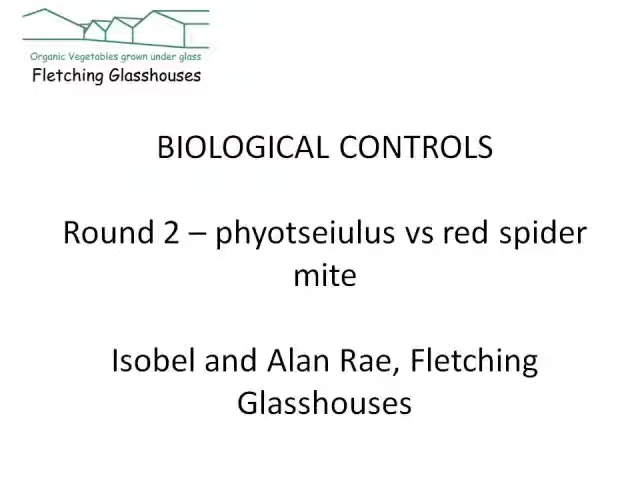 Organic Vegetables grown under glass
Fletching Glasshouses
BIOLOGICAL CONTROLS
Round 2 – phyotseiulus vs red spider
mite
Isobel and Alan Rae, Fletching
Glasshouses